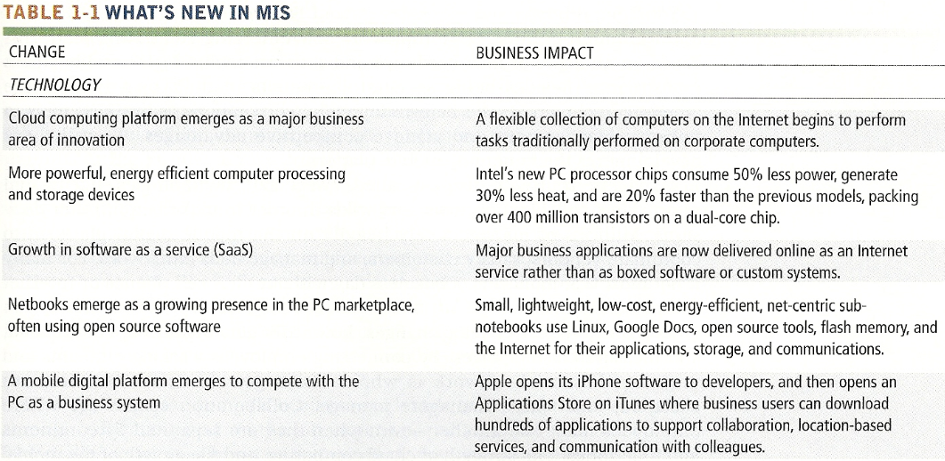 TABLE 1-1 WHAT'S NEW IN MIS
CHANGE
BUSINESS IMPACT
TECHNOLOGY
Cloud computing platform emerges as a major business
area of innovation
A flexible collection of computers on the Internet begins to perform
tasks traditionally performed on corporate computers.
More powerful, energy efficient computer processing
and storage devices
Intel's new PC processor chips consume 50% less power, generate
30% less heat, and are 20% faster than the previous models, packing
over 400 million transistors on a dual-core chip.
Growth in software as a service (SaaS)
Major business applications are now delivered online as an Internet
service rather than as boxed software or custom systems.
Netbooks emerge as a growing presence in the PC marketplace,
often using open source software
Small, lightweight, low-cost, energy-efficient, net-centric sub-
notebooks use Linux, Google Docs, open source tools, flash memory, and
the Internet for their applications, storage, and communications.
A mobile digital platform emerges to compete with the
PC as a business system
Apple opens its iPhone software to developers, and then opens an
Applications Store on iTunes where business users can download
hundreds of applications to support collaboration, location-based
services, and communication with colleagues.